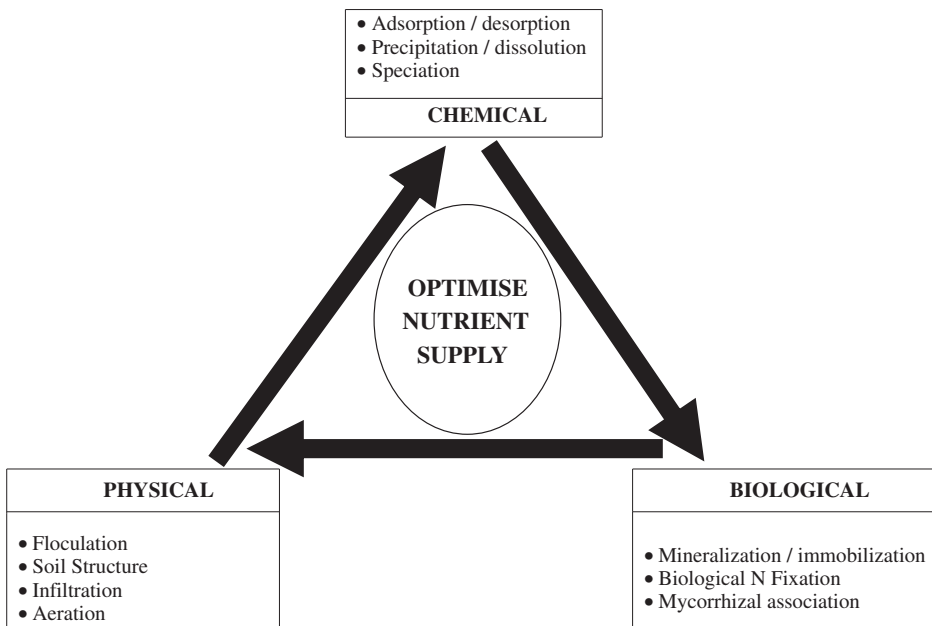 • Adsorption / desorption
• Precipitation / dissolution
• Speciation
CHEMICAL
OPTIMISE
NUTRIENT
SUPPLY
PHYSICAL
• Floculation
• Soil Structure
• Infiltration
• Aeration
BIOLOGICAL
• Mineralization / immobilization
• Biological N Fixation
• Mycorrhizal association